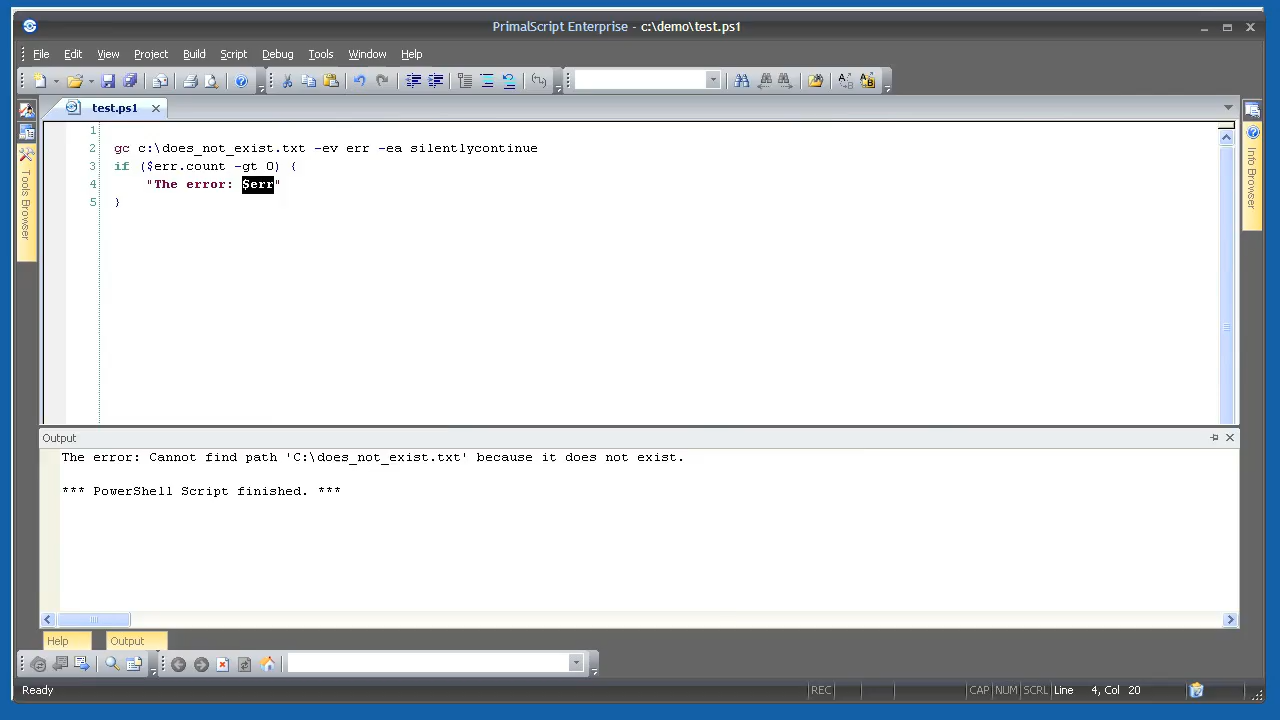 PrimalScript Enterprise - c:\demo\test.ps1
File Edit View Project Build Script Debug Tools Window Help
test.ps1
1
2 gc c:\does_not_exist.txt -ev err -ea silentlycontinue
3 if ($err.count -gt 0) {
4 "The error: $err"
5 }
Tools Browser
Info Browser
Output
The error: Cannot find path 'C:\does_not_exist.txt' because it does not exist.
*** PowerShell Script finished. ***
Help Output
Ready REC CAP NUM SCRL Line 4, Col 20